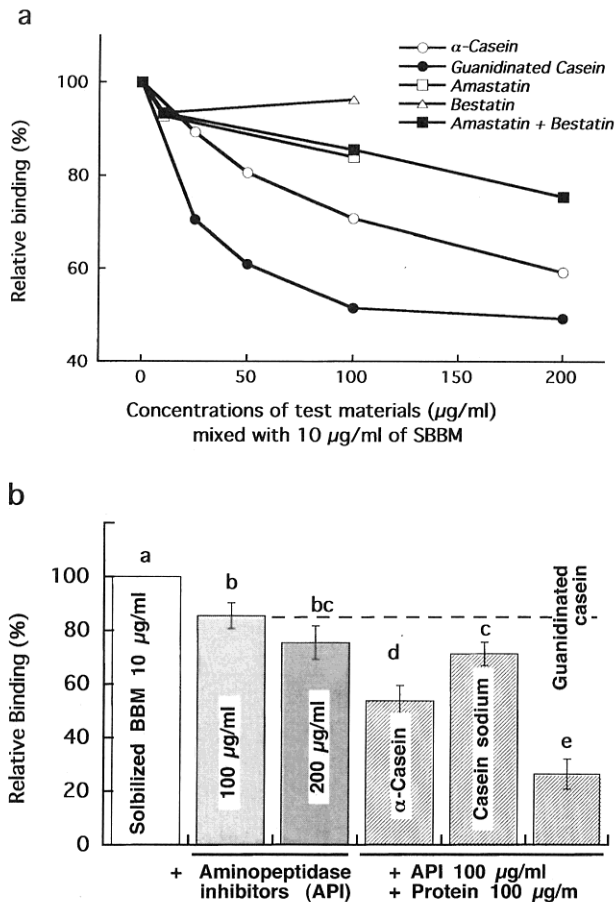 a
α-Casein
Guanidinated Casein
Amastatin
Bestatin
Amastatin + Bestatin
100
80
60
40
Relative binding (%)
0 50 100 150 200
Concentrations of test materials (µg/ml)
mixed with 10 µg/ml of SBBM
b
100
80
60
40
20
0
Relative Binding (%)
a
b
bc
d
c
e
Solbilized BBM 10 µg/ml
100 µg/ml
200 µg/ml
α-Casein
Casein sodium
Guanidinated
casein
+ Aminopeptidase
inhibitors (API)
+ API 100 µg/ml
+ Protein 100 µg/m